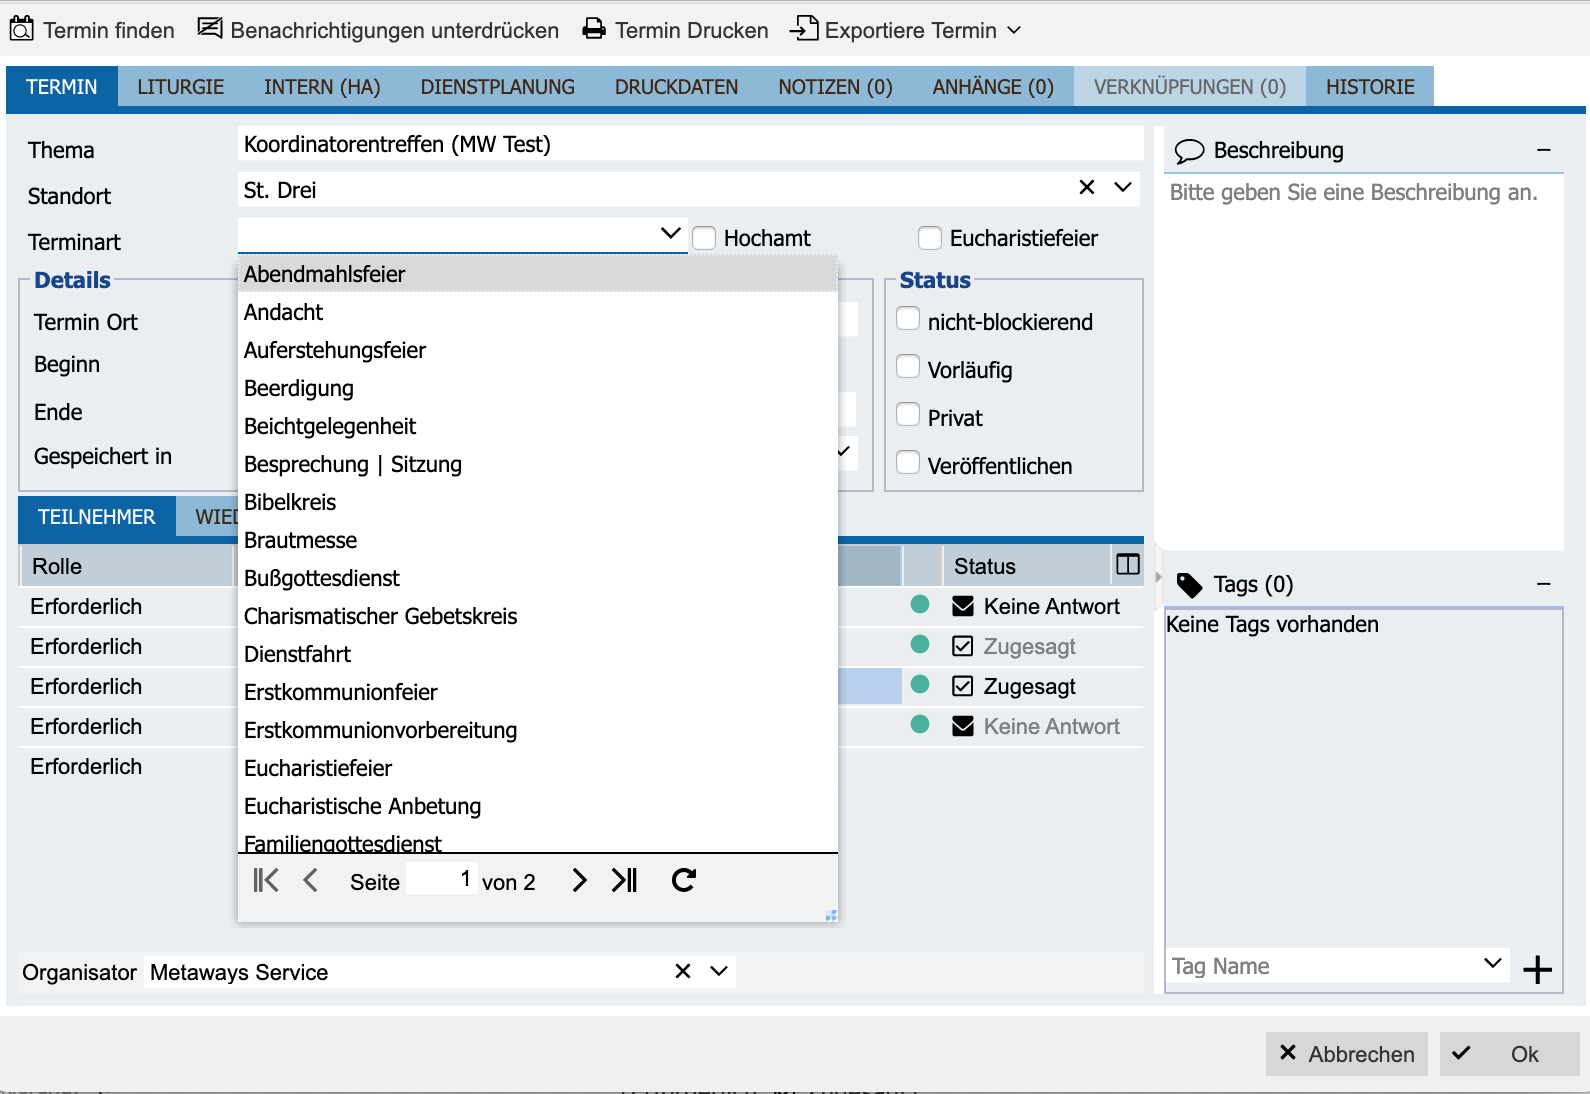 Termin finden Benachrichtigungen unterdrücken Termin Drucken Exportiere Termin
TERMIN LITURGIE INTERN (HA) DIENSTPLANUNG DRUCKDATEN NOTIZEN (0) ANHÄNGE (0) VERKNÜPFUNGEN (0) HISTORIE
Thema Koordinatorentreffen (MW Test)
Standort St. Drei
Terminart Hochamt Eucharistiefeier
Details
Termin Ort
Beginn
Ende
Gespeichert in
Abendmahlsfeier
Andacht
Auferstehungsfeier
Beerdigung
Beichtgelegenheit
Besprechung | Sitzung
Bibelkreis
Brautmesse
Bußgottesdienst
Charismatischer Gebetskreis
Dienstfahrt
Erstkommunionfeier
Erstkommunionvorbereitung
Eucharistiefeier
Eucharistische Anbetung
Familiengottesdienst
Seite 1 von 2
Status
nicht-blockierend
Vorläufig
Privat
Veröffentlichen
TEILNEHMER WIED
Rolle Status
Erforderlich Keine Antwort
Erforderlich Zugesagt
Erforderlich Zugesagt
Erforderlich Keine Antwort
Erforderlich
Organisator Metaways Service
Beschreibung
Bitte geben Sie eine Beschreibung an.
Tags (0)
Keine Tags vorhanden
Tag Name
Abbrechen Ok